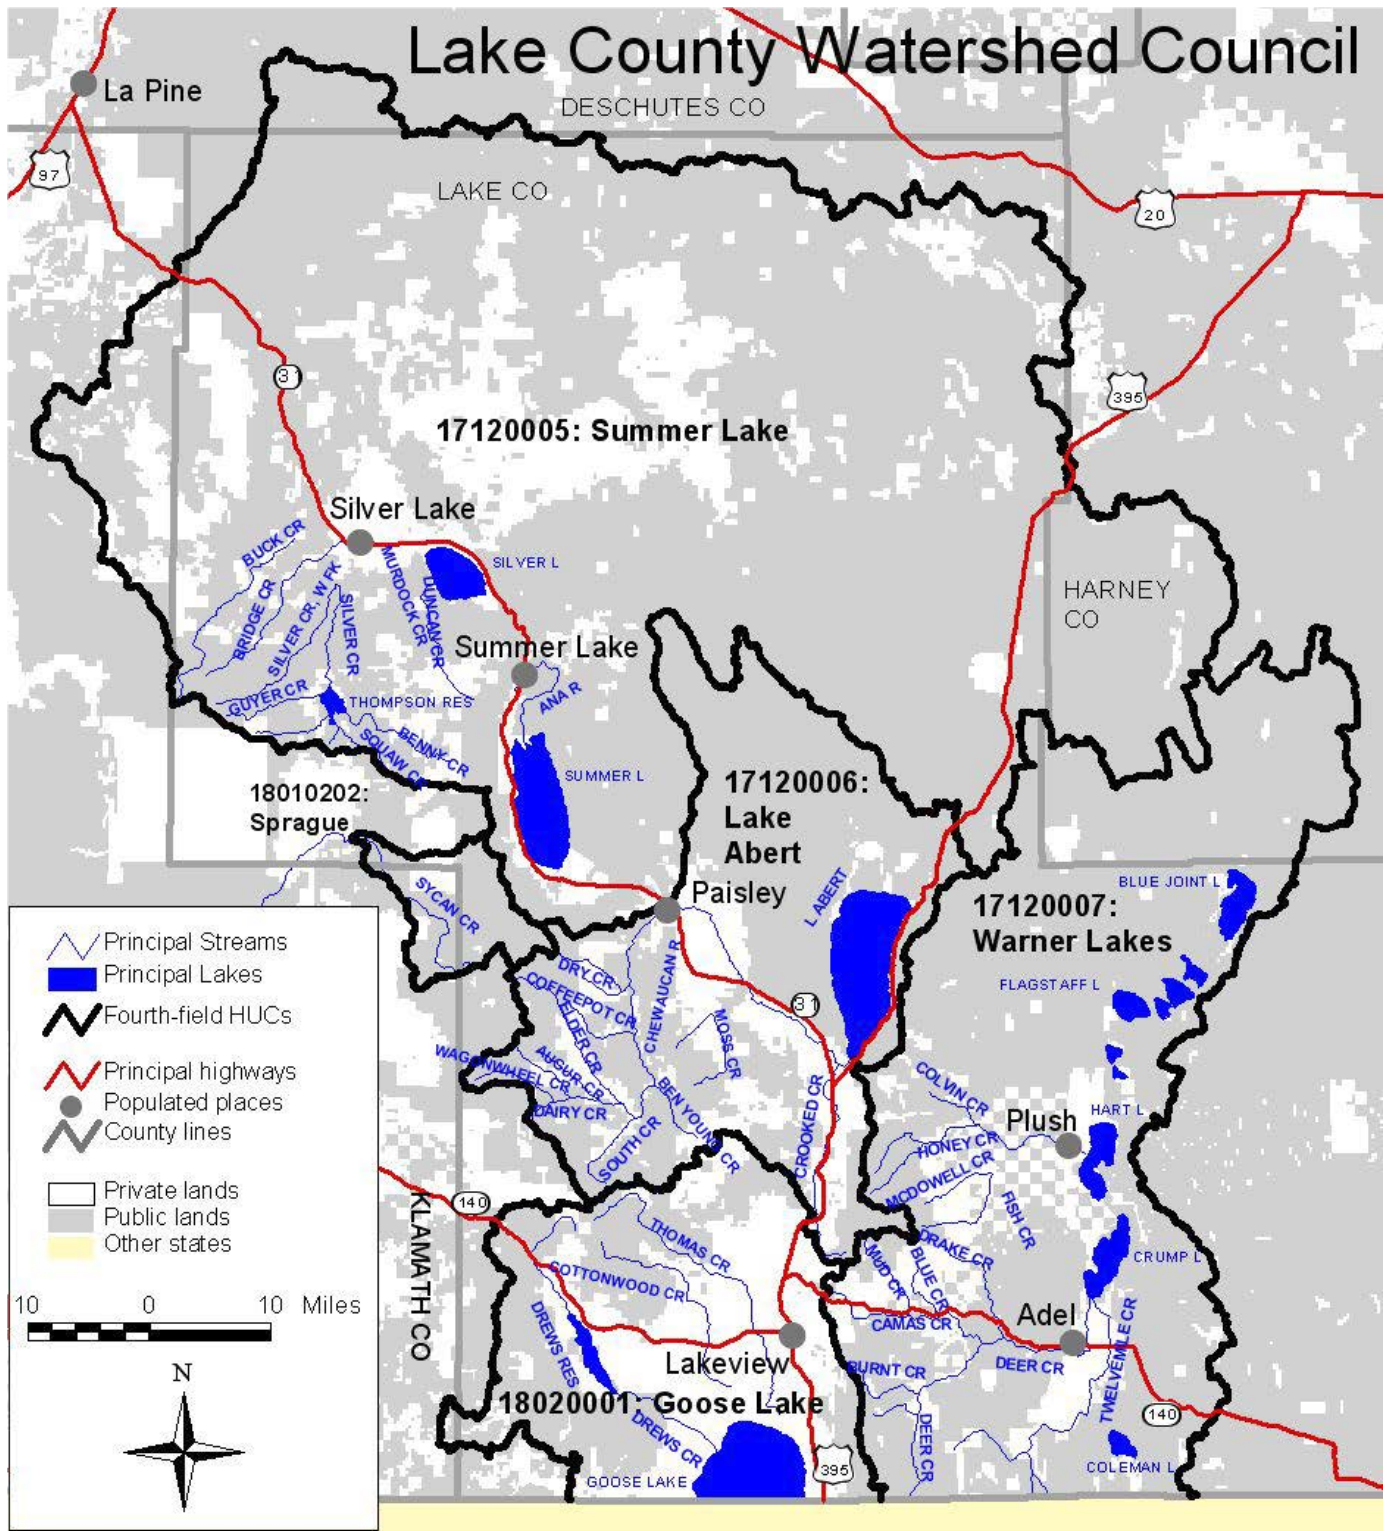 Lake County Watershed Council
La Pine
DESCHUTES CO
97
LAKE CO
20
31
395
17120005: Summer Lake
Silver Lake
BUCK CR
SILVER L
MURDOCK CR
DUNCAN CR
BRIDGE CR
SILVER CR, W FK
SILVER CR
HARNEY
CO
Summer Lake
GUYER CR
THOMPSON RES
ANA R
SQUAW CR
BENNY CR
SUMMER L
18010202:
Sprague
17120006:
Lake
Abert
SYCAN CR
Paisley
L ABERT
BLUE JOINT L
17120007:
Warner Lakes
FLAGSTAFF L
DRY CR
COFFEEPOT CR
ELDER CR
CHEWAUCAN R
31
MOSS CR
AUGUR CR
WAGONWHEEL CR
DAIRY CR
BEN YOUNG CR
SOUTH CR
CROOKED CR
COLVIN CR
HART L
Plush
HONEY CR
MCDOWELL CR
FISH CR
140
KLAMATH CO
THOMAS CR
COTTONWOOD CR
DRAKE CR
MUD CR
BLUE CR
CRUMP L
DREWS RES
CAMAS CR
Adel
TWELVEMILE CR
Lakeview
BURNT CR
DEER CR
18020001: Goose Lake
DREWS CR
DEER CR
140
395
GOOSE LAKE
COLEMAN L
Principal Streams
Principal Lakes
Fourth-field HUCs
Principal highways
Populated places
County lines
Private lands
Public lands
Other states
10 0 10 Miles
N